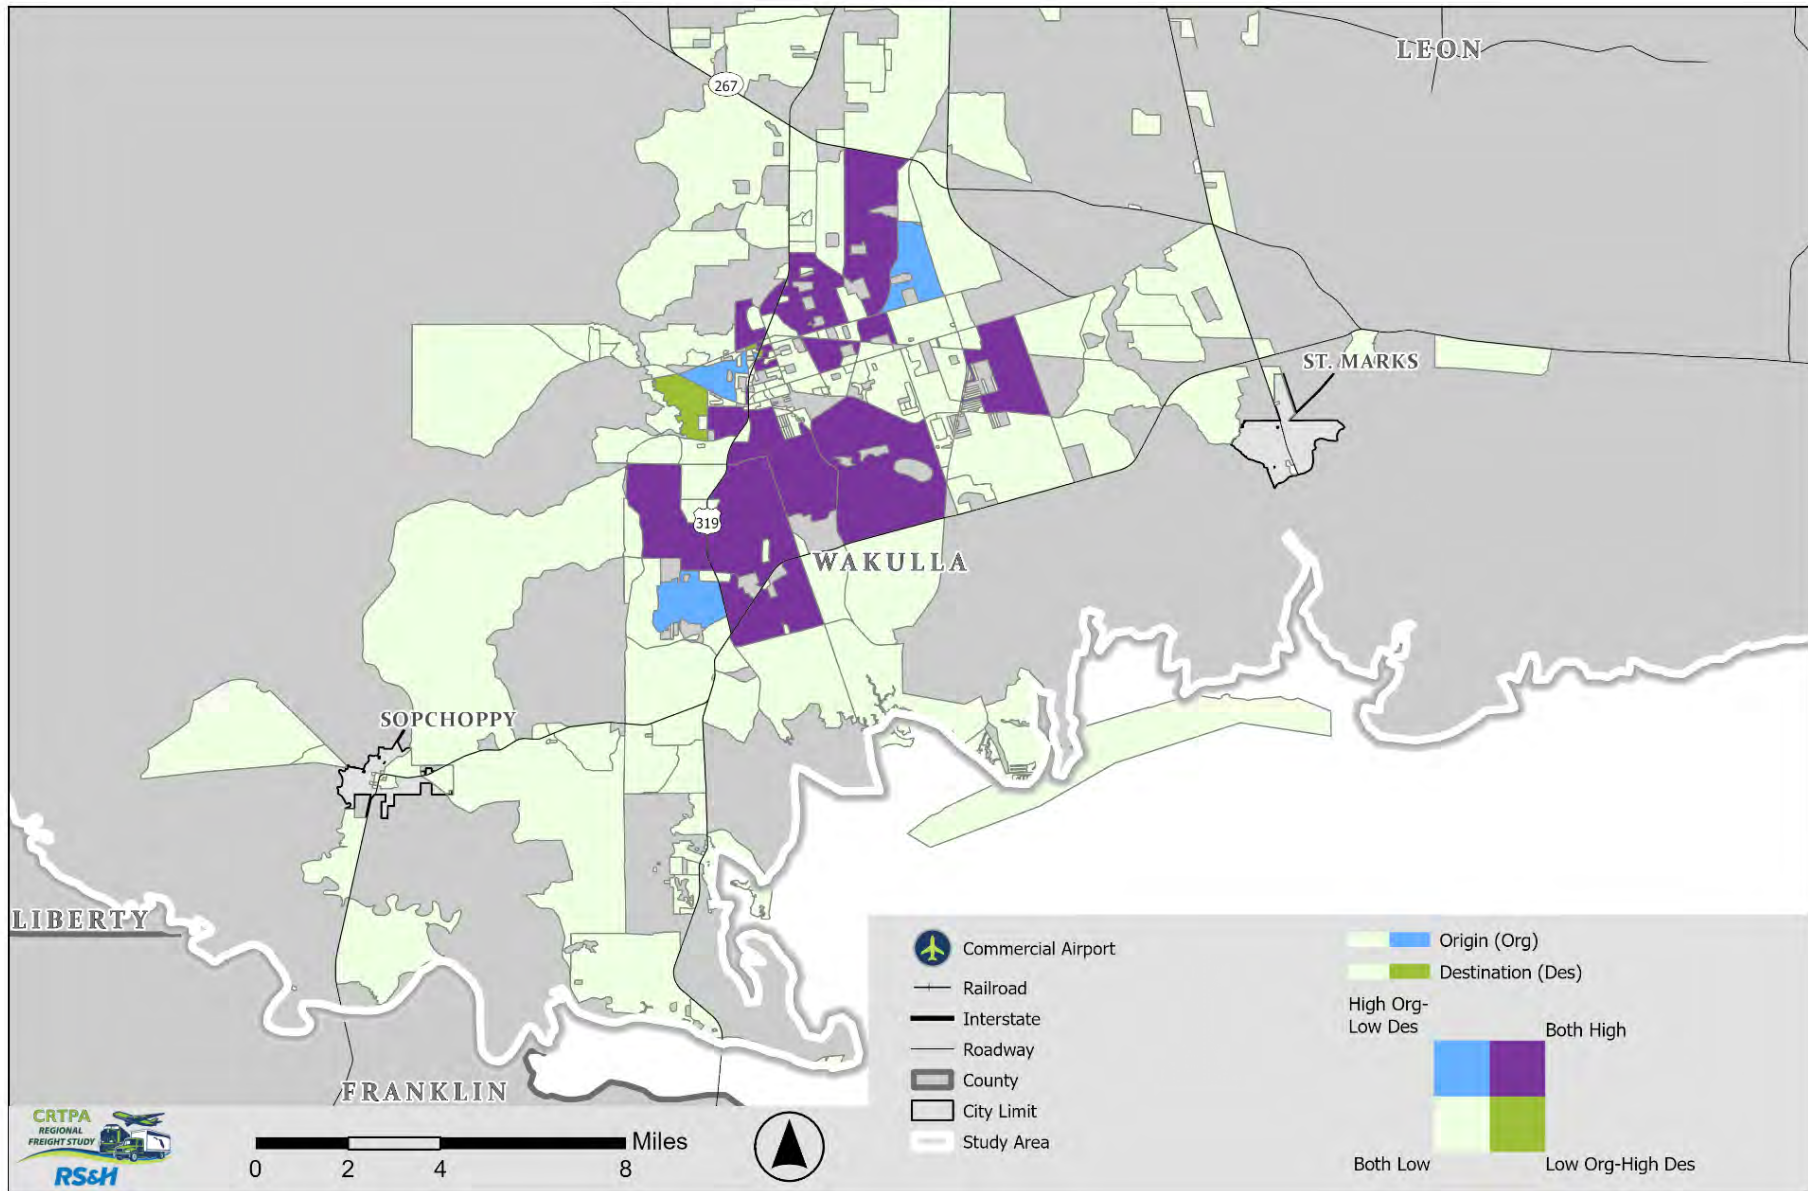 LEON
267
ST. MARKS
319
WAKULLA
SOPCHOPPY
LIBERTY
FRANKLIN
Commercial Airport
Railroad
Interstate
Roadway
County
City Limit
Study Area
Origin (Org)
Destination (Des)
High Org-
Low Des
Both High
Both Low
Low Org-High Des
CRTPA
REGIONAL
FREIGHT STUDY
RS&H
Miles
0 2 4 8